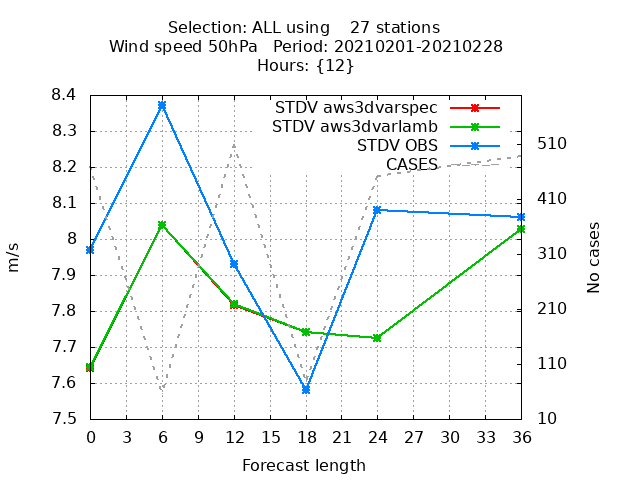 Selection: ALL using    27 stations
Wind speed 50hPa   Period: 20210201-20210228
Hours: {12}
STDV aws3dvarspec
STDV aws3dvarlamb
STDV OBS
CASES
8.4
8.3
8.2
8.1
8
7.9
7.8
7.7
7.6
7.5
m/s
510
410
310
210
110
10
No cases
0 3 6 9 12 15 18 21 24 27 30 33 36
Forecast length